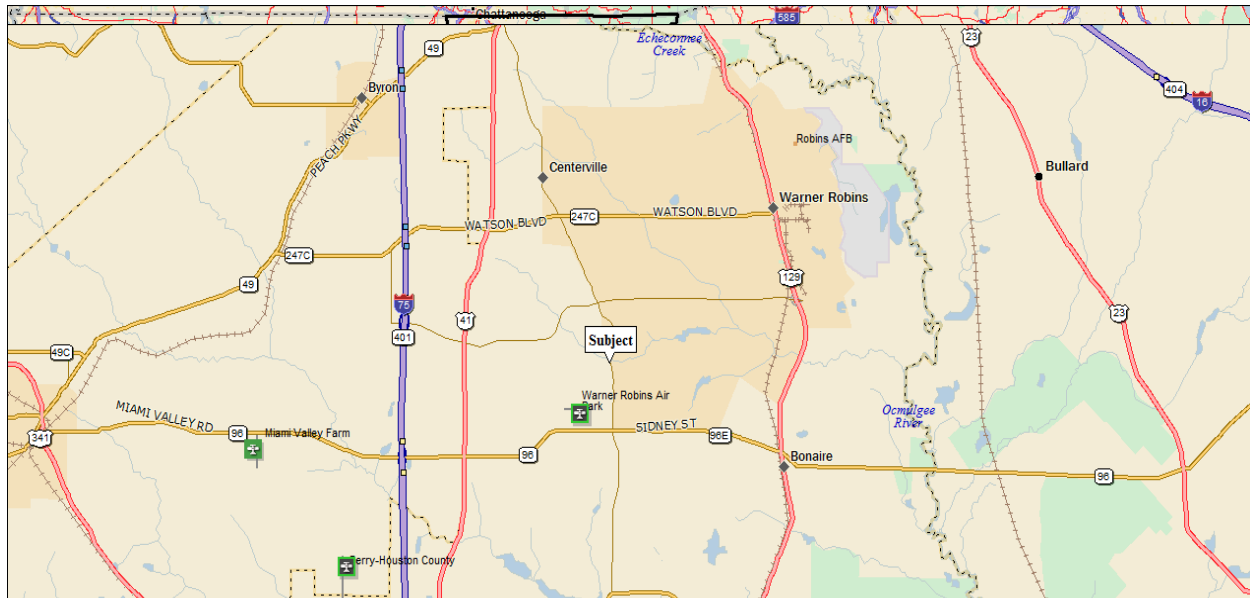 Chattanooga
585
Echeconnee
Creek
49
23
404
16
Byron
PEACH PKWY
Robins AFB
Centerville
Bullard
Warner Robins
247C
WATSON BLVD
WATSON BLVD
247C
49
129
75
41
23
401
Subject
49C
Warner Robins Air
Park
MIAMI VALLEY RD
Ocmulgee
River
SIDNEY ST
341
96
Miami Valley Farm
96E
96
Bonaire
96
Perry-Houston County